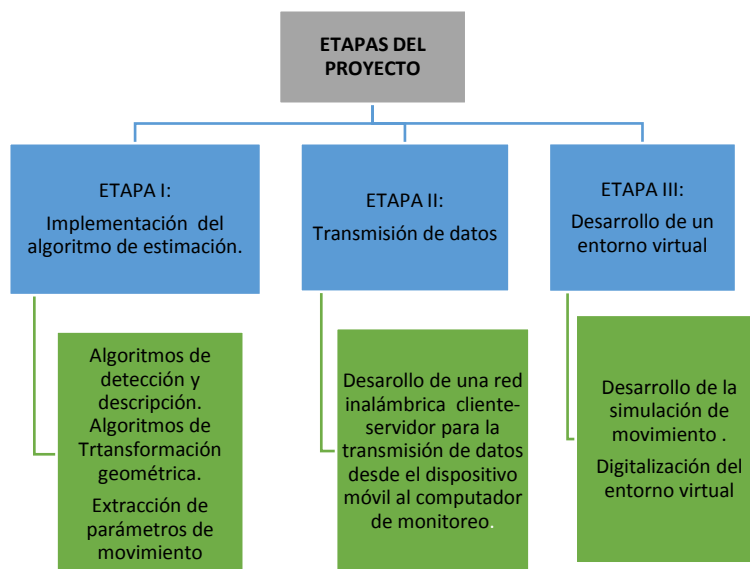 ETAPAS DEL
PROYECTO
ETAPA I:
Implementación del
algoritmo de estimación.
ETAPA II:
Transmisión de datos
ETAPA III:
Desarrollo de un
entorno virtual
Algoritmos de
detección y
descripción.
Algoritmos de
Trtansformación
geométrica.
Extracción de
parámetros de
movimiento
Desarollo de una red
inalámbrica cliente-
servidor para la
transmisión de datos
desde el dispositivo
móvil al computador
de monitoreo.
Desarrollo de la
simulación de
movimiento .
Digitalización del
entorno virtual